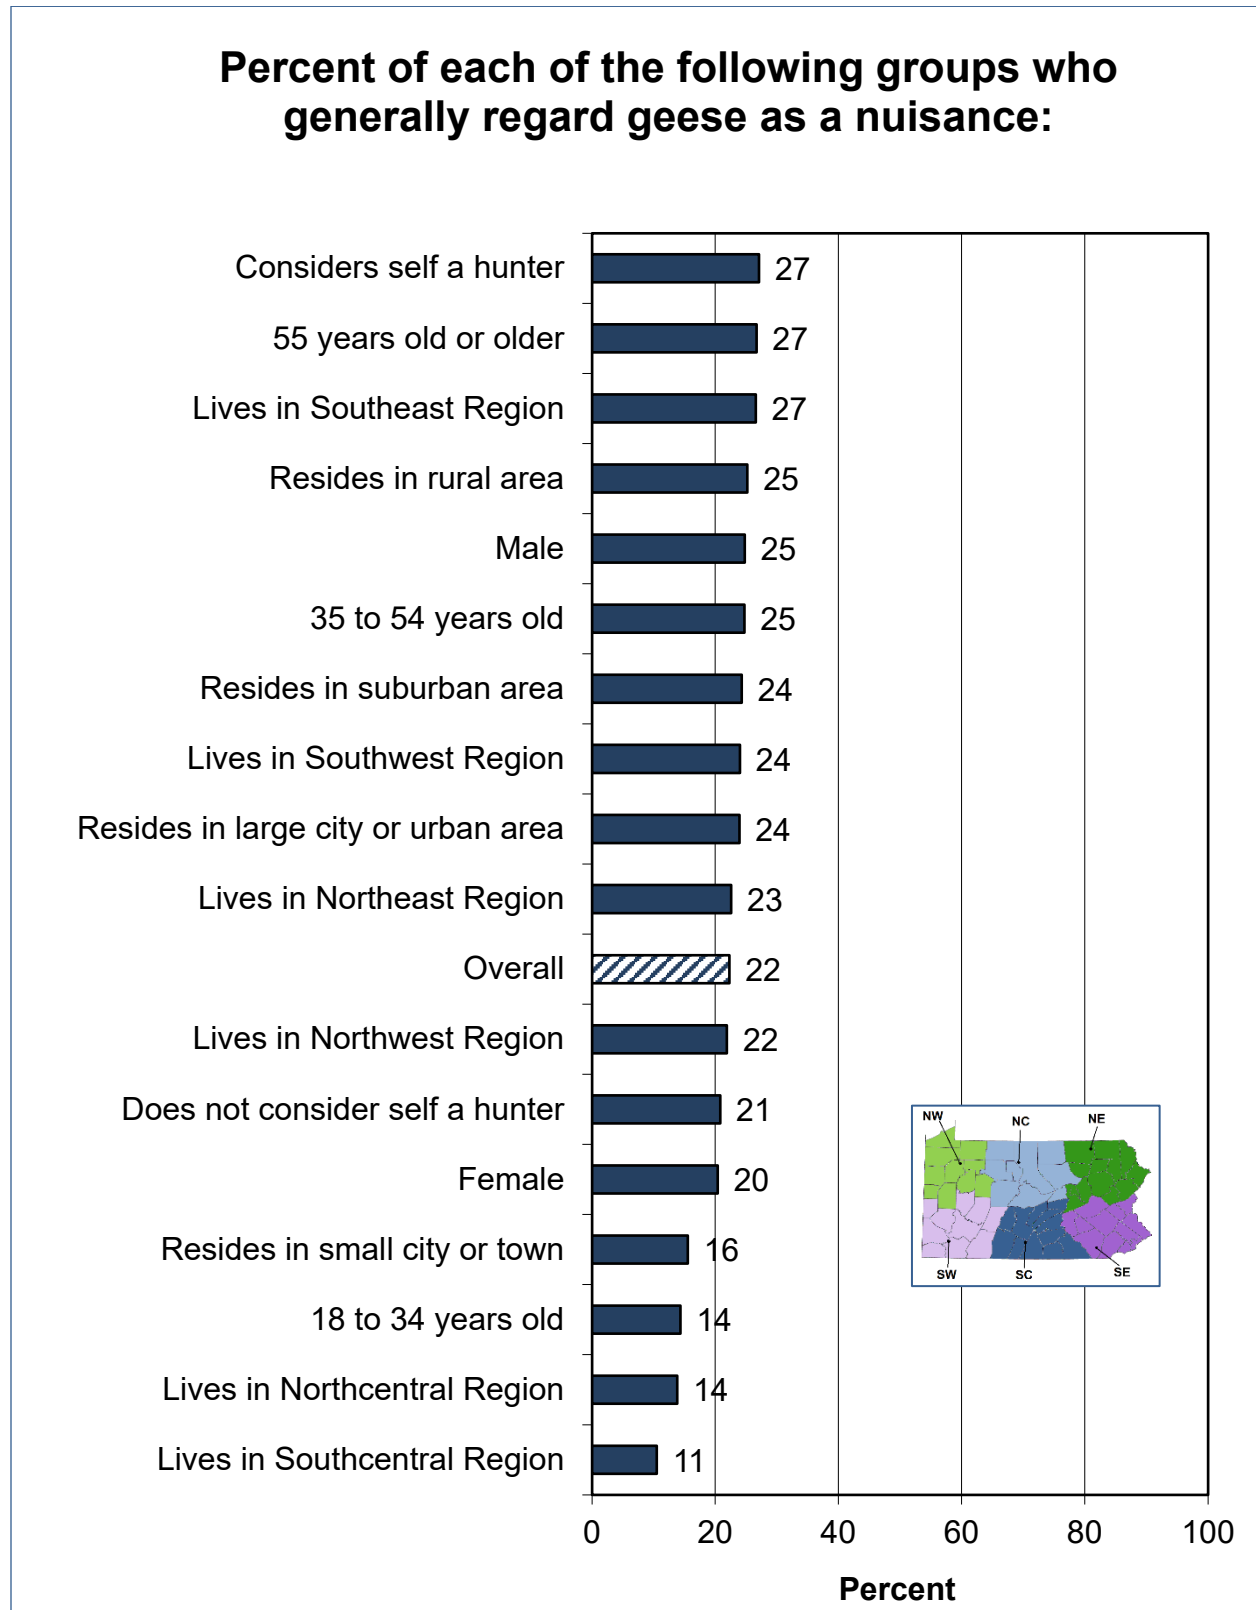 Percent of each of the following groups who
generally regard geese as a nuisance:
Considers self a hunter 27
55 years old or older 27
Lives in Southeast Region 27
Resides in rural area 25
Male 25
35 to 54 years old 25
Resides in suburban area 24
Lives in Southwest Region 24
Resides in large city or urban area 24
Lives in Northeast Region 23
Overall 22
Lives in Northwest Region 22
Does not consider self a hunter 21
Female 20
Resides in small city or town 16
18 to 34 years old 14
Lives in Northcentral Region 14
Lives in Southcentral Region 11
NW NC NE
SW SC SE
0 20 40 60 80 100
Percent